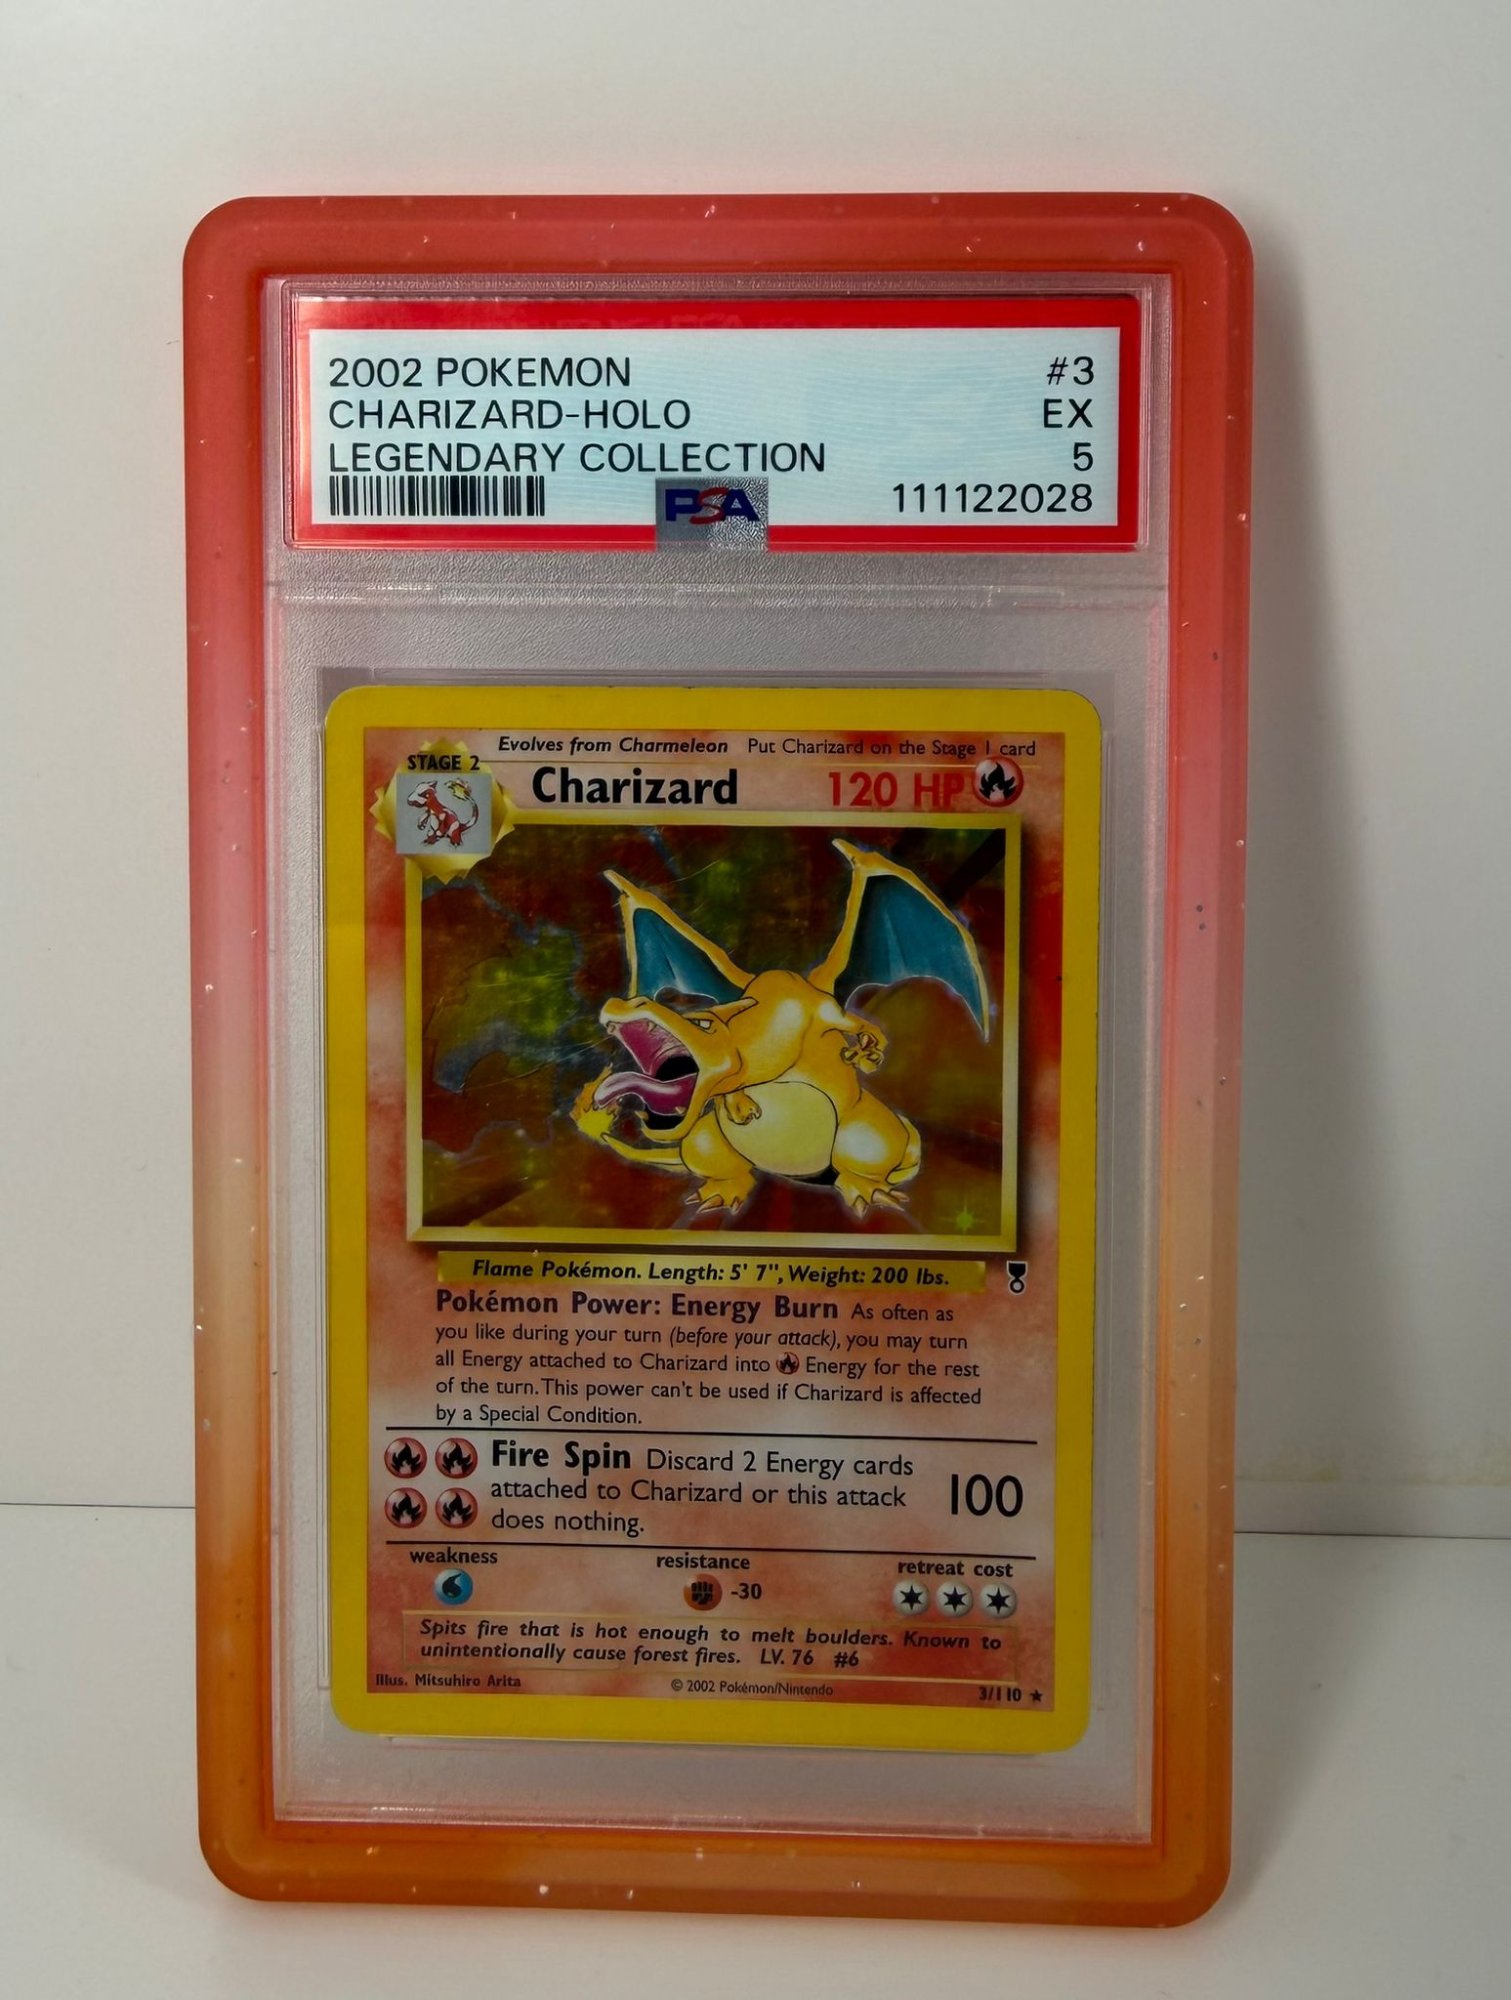 2002 POKEMON #3
CHARIZARD-HOLO EX
LEGENDARY COLLECTION 5
PSA 111122028
Evolves from Charmeleon Put Charizard on the Stage 1 card
STAGE 2
Charizard 120 HP
Flame Pokémon. Length: 5' 7", Weight: 200 lbs.
Pokémon Power: Energy Burn As often as
you like during your turn (before your attack), you may turn
all Energy attached to Charizard into Energy for the rest
of the turn. This power can't be used if Charizard is affected
by a Special Condition.
Fire Spin Discard 2 Energy cards
attached to Charizard or this attack 100
does nothing.
weakness resistance retreat cost
-30
Spits fire that is hot enough to melt boulders. Known to
unintentionally cause forest fires. LV. 76 #6
Illus. Mitsuhiro Arita © 2002 Pokémon/Nintendo 3/110 ★